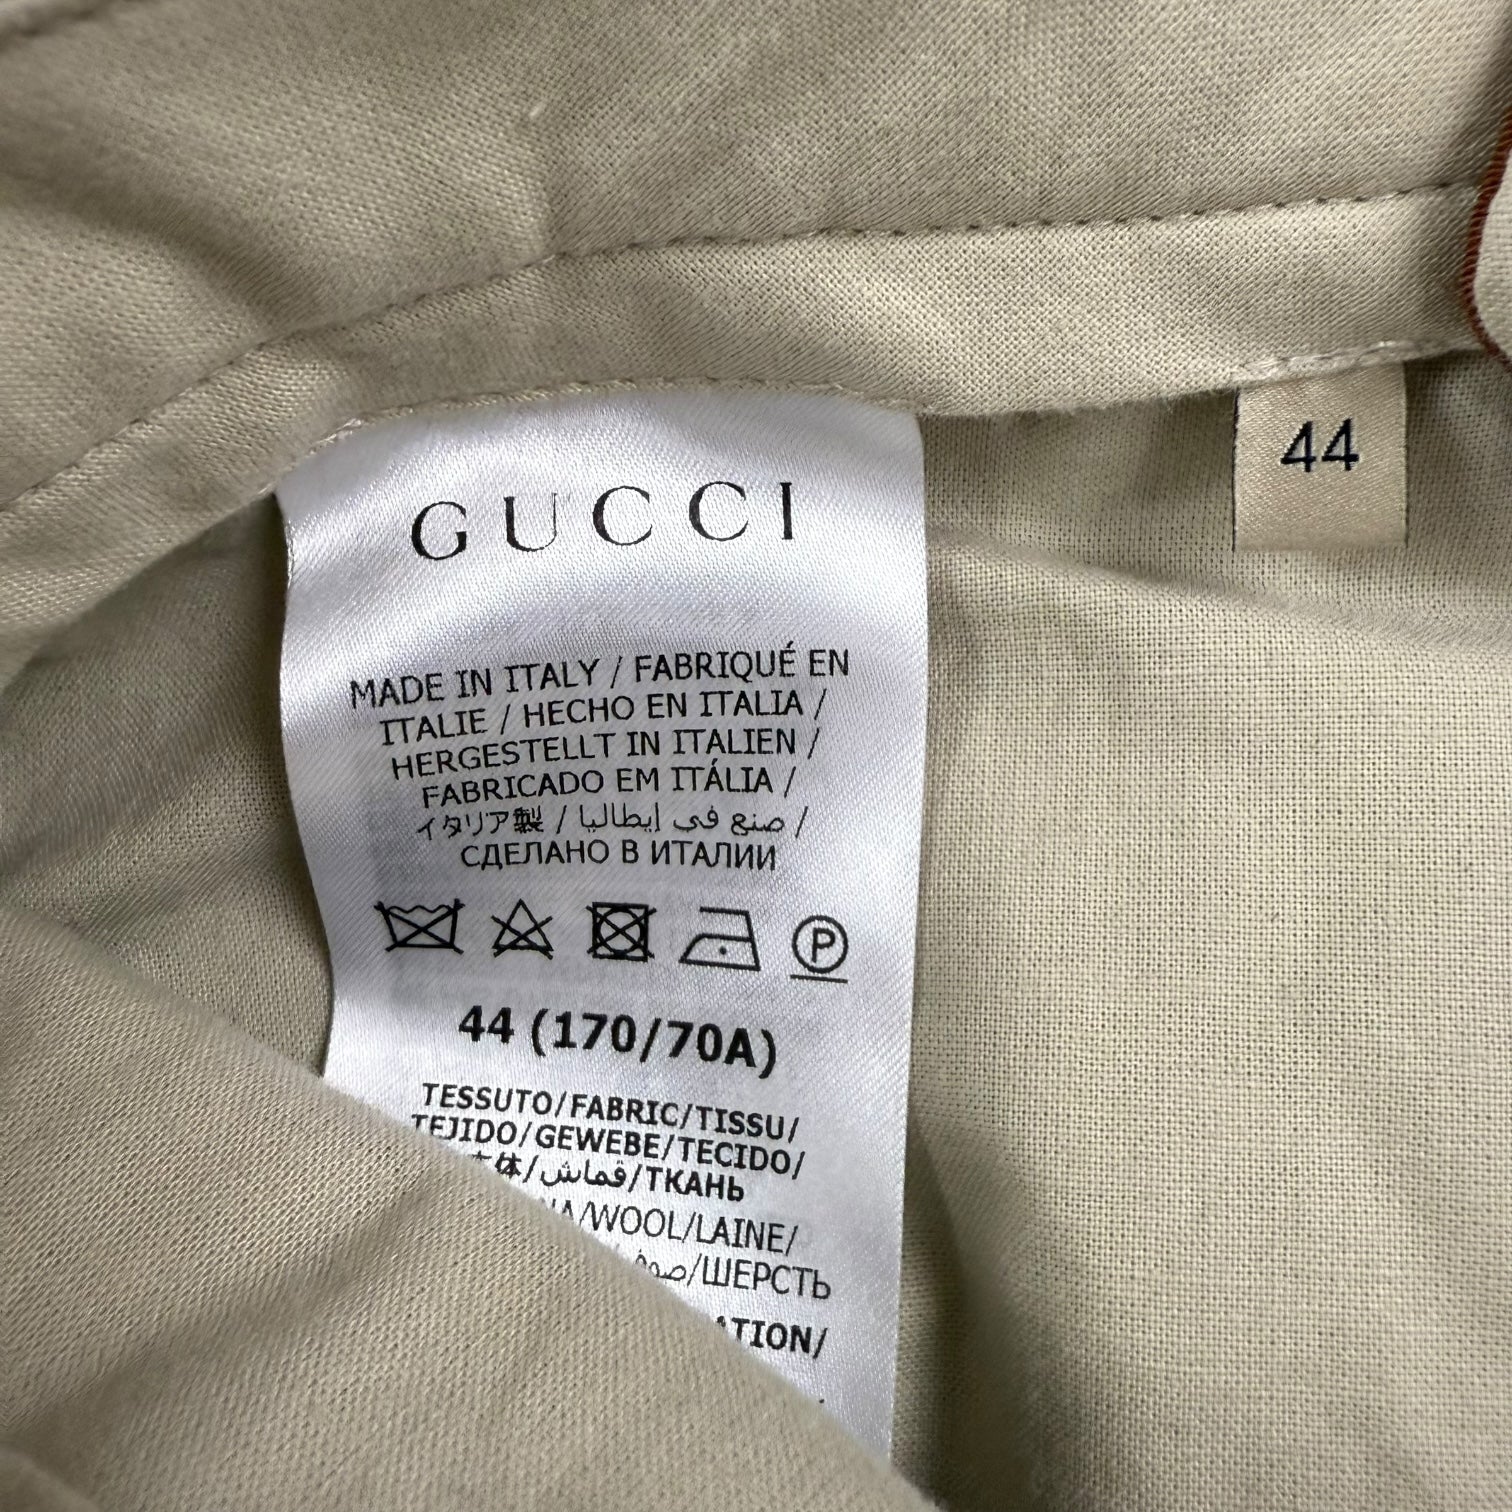 GUCCI
44
MADE IN ITALY / FABRIQUÉ EN
ITALIE / HECHO EN ITALIA /
HERGESTELLT IN ITALIEN /
FABRICADO EM ITÁLIA /
イタリア製 / صنع في إيطاليا /
СДЕЛАНО В ИТАЛИИ
P
44 (170/70A)
TESSUTO/FABRIC/TISSU/
TEJIDO/GEWEBE/TECIDO/
体/قماش/ТКАНЬ
/WOOL/LAINE/
/ШЕРСТЬ